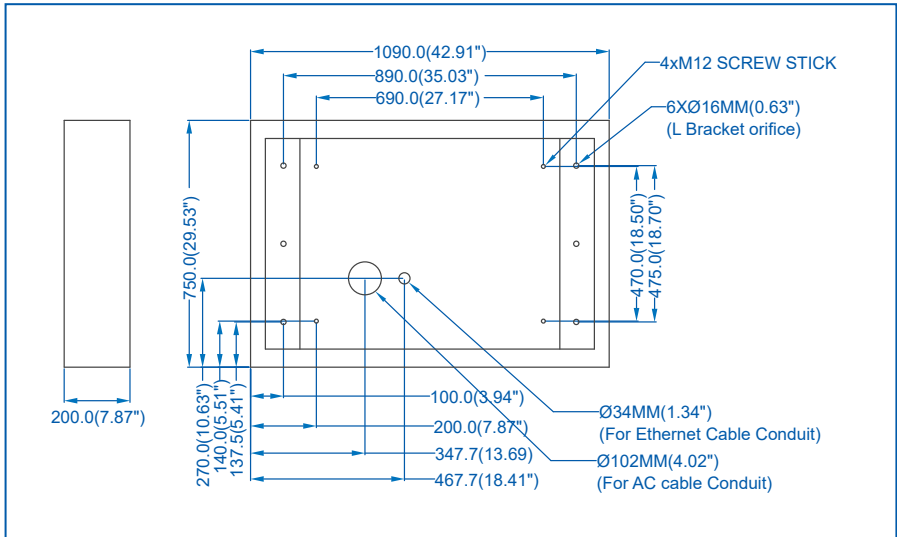 1090.0(42.91")
890.0(35.03")
690.0(27.17")
4xM12 SCREW STICK
6XØ16MM(0.63")
(L Bracket orifice)
750.0(29.53")
470.0(18.50")
475.0(18.70")
200.0(7.87")
270.0(10.63")
140.0(5.51")
137.5(5.41")
100.0(3.94")
200.0(7.87")
347.7(13.69)
467.7(18.41")
Ø34MM(1.34")
(For Ethernet Cable Conduit)
Ø102MM(4.02")
(For AC cable Conduit)